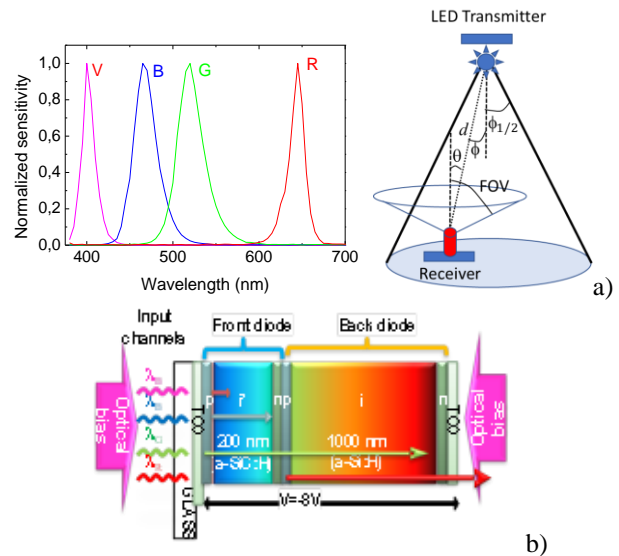 V B G R
1,0
0,8
0,6
0,4
0,2
0,0
400 500 600 700
Normalized sensitivity
Wavelength (nm)
LED Transmitter
d
θ
ϕ
ϕ1/2
FOV
Receiver
a)
Input
channels
Front diode
Back diode
Optical
bias
GLASS
TCO
p
i'
n p
i
n
TCO
Optical
bias
200 nm
(a-SiC:H)
1000 nm
(a-Si:H)
V=-8V
b)